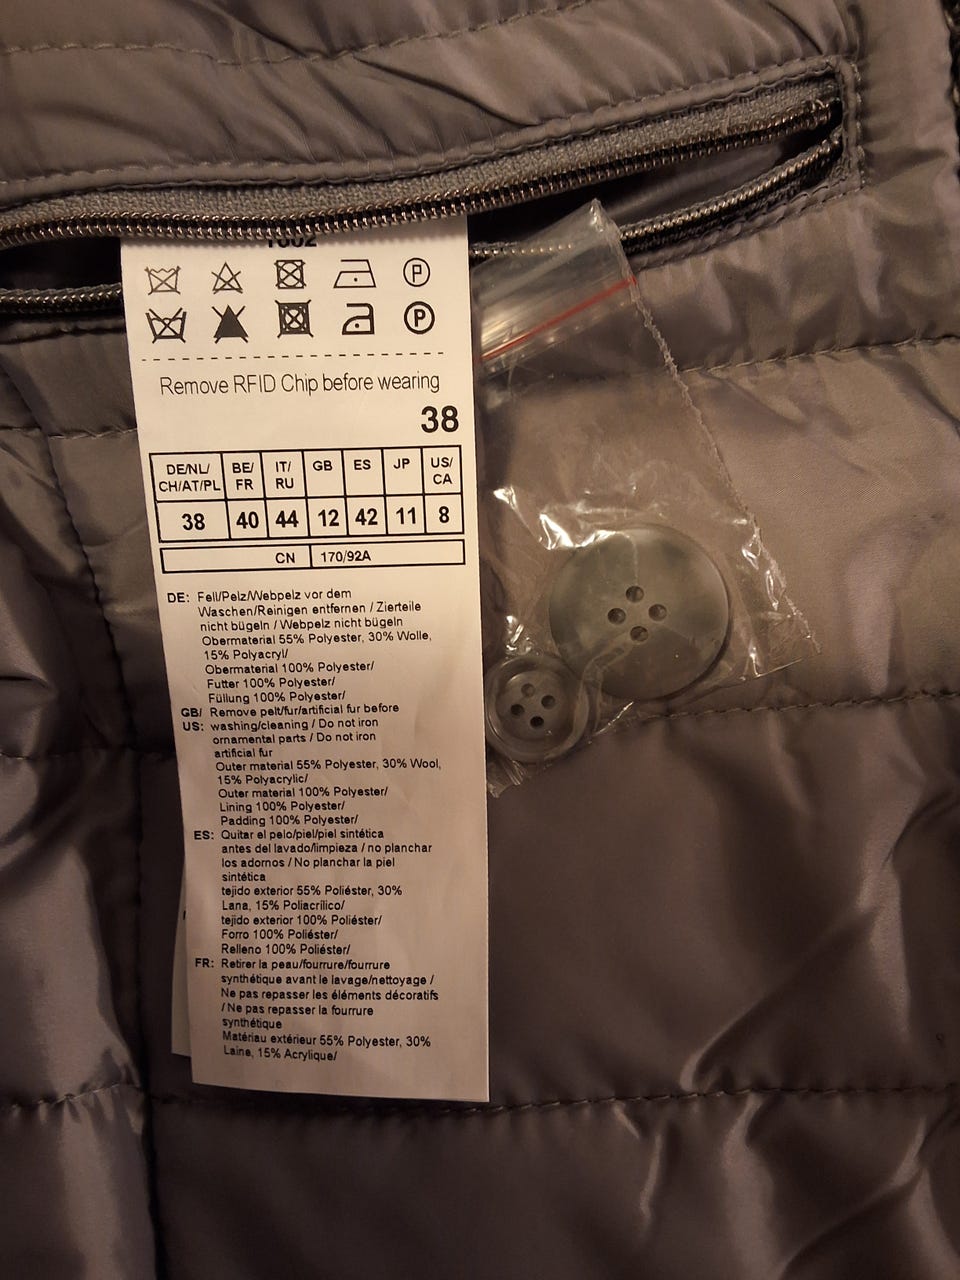 1602
P
P
Remove RFID Chip before wearing
38
DE/NL/ CH/AT/PL BE/ FR IT/ RU GB ES JP US/ CA
38 40 44 12 42 11 8
CN 170/92A
DE: Fell/Pelz/Webpelz vor dem
Waschen/Reinigen entfernen / Zierteile
nicht bügeln / Webpelz nicht bügeln
Obermaterial 55% Polyester, 30% Wolle,
15% Polyacryl/
Obermaterial 100% Polyester/
Futter 100% Polyester/
Füllung 100% Polyester/
GB/ Remove pelt/fur/artificial fur before
US: washing/cleaning / Do not iron
ornamental parts / Do not iron
artificial fur
Outer material 55% Polyester, 30% Wool,
15% Polyacrylic/
Outer material 100% Polyester/
Lining 100% Polyester/
Padding 100% Polyester/
ES: Quitar el pelo/piel/piel sintética
antes del lavado/limpieza / no planchar
los adornos / No planchar la piel
sintética
tejido exterior 55% Poliéster, 30%
Lana, 15% Poliacrílico/
tejido exterior 100% Poliéster/
Forro 100% Poliéster/
Relleno 100% Poliéster/
FR: Retirer la peau/fourrure/fourrure
synthétique avant le lavage/nettoyage /
Ne pas repasser les éléments décoratifs
/ Ne pas repasser la fourrure
synthétique
Matériau extérieur 55% Polyester, 30%
Laine, 15% Acrylique/